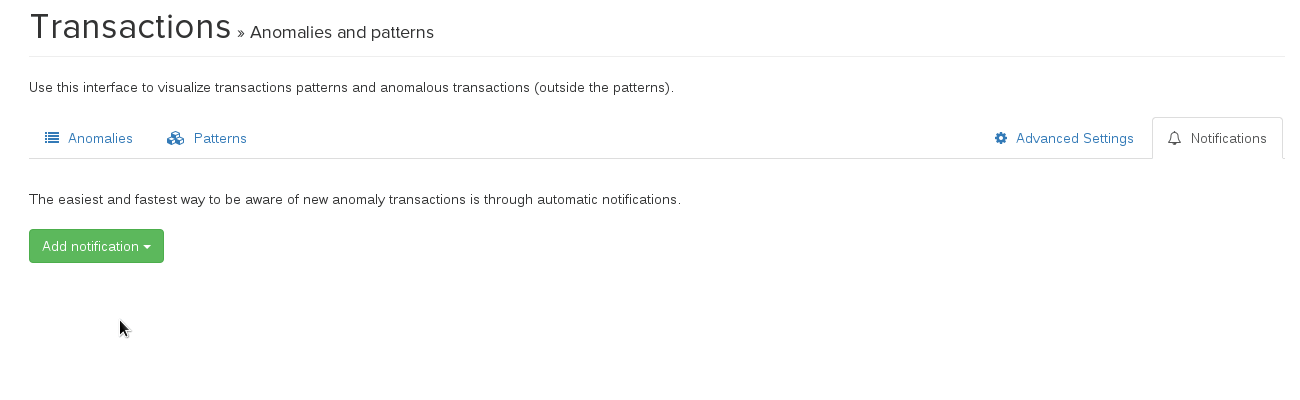 Transactions » Anomalies and patterns
Use this interface to visualize transactions patterns and anomalous transactions (outside the patterns).
Anomalies Patterns Advanced Settings Notifications
The easiest and fastest way to be aware of new anomaly transactions is through automatic notifications.
Add notification